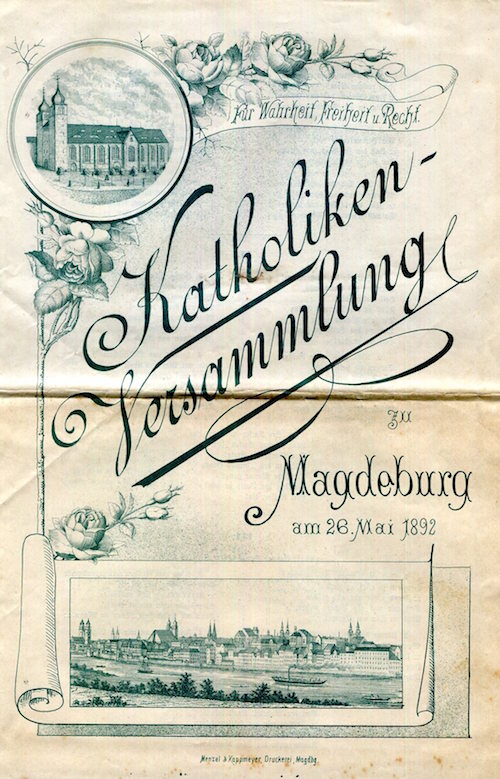 Für Wahrheit, Freiheit u. Recht.
Katholiken-
Versammlung
zu
Magdeburg
am 26. Mai 1892
Menzel & Koppmeyer, Druckerei, Magdbg.